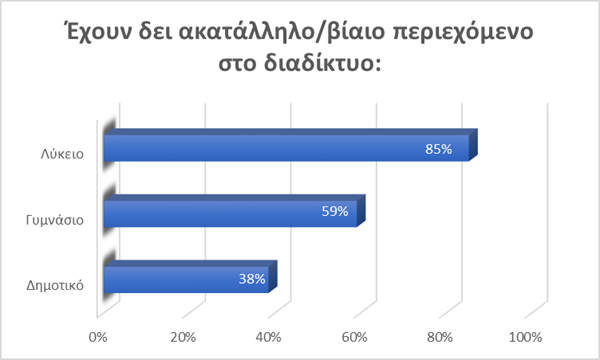 Έχουν δει ακατάλληλο/βίαιο περιεχόμενο
στο διαδίκτυο:
Λύκειο
85%
Γυμνάσιο
59%
Δημοτικό
38%
0% 20% 40% 60% 80% 100%